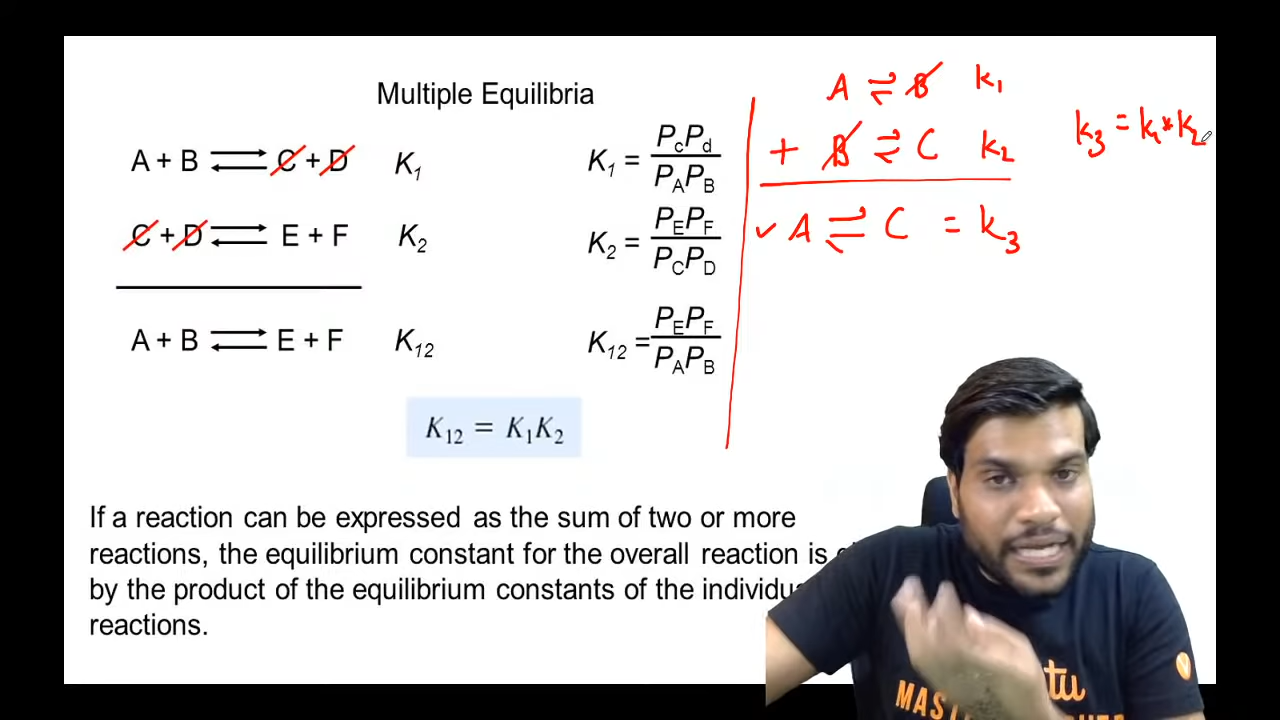 Multiple Equilibria
A + B ⇌ C + D K1 K1 = PcPd / PAPB
C + D ⇌ E + F K2 K2 = PEPF / PCPD
A + B ⇌ E + F K12 K12 = PEPF / PAPB
K12 = K1K2
If a reaction can be expressed as the sum of two or more
reactions, the equilibrium constant for the overall reaction is
by the product of the equilibrium constants of the
reactions.
A ⇌ B k1
+ B ⇌ C k2
✓ A ⇌ C = k3
k3 = k1 * k2
tu
MAST
V